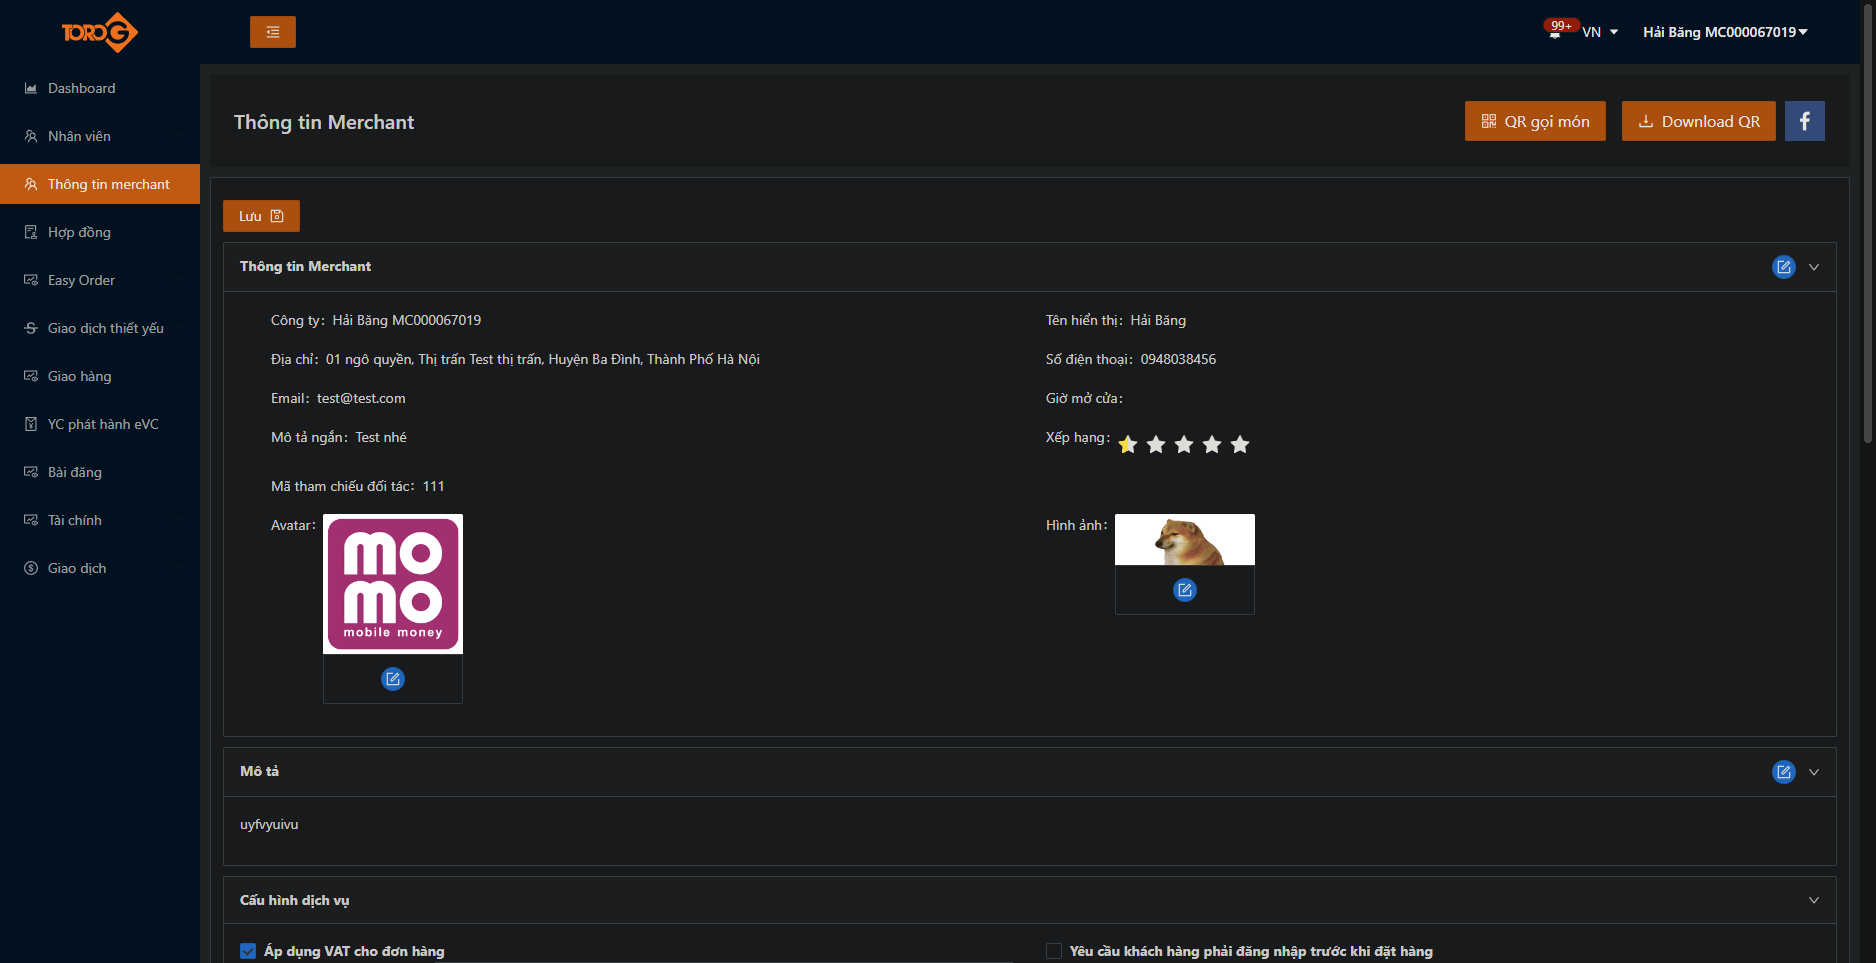 TOROG
99+
VN
Hải Băng MC000067019
Dashboard
Nhân viên
Thông tin merchant
Hợp đồng
Easy Order
Giao dịch thiết yếu
Giao hàng
YC phát hành eVC
Bài đăng
Tài chính
Giao dịch
Thông tin Merchant
QR gọi món
Download QR
f
Lưu
Thông tin Merchant
Công ty: Hải Băng MC000067019
Tên hiển thị: Hải Băng
Địa chỉ: 01 ngô quyền, Thị trấn Test thị trấn, Huyện Ba Đình, Thành Phố Hà Nội
Số điện thoại: 0948038456
Email: test@test.com
Giờ mở cửa:
Mô tả ngắn: Test nhé
Xếp hạng:
Mã tham chiếu đối tác: 111
Avatar:
mo
mo
mobile money
Hình ảnh:
Mô tả
uyfvyuivu
Cấu hình dịch vụ
Áp dụng VAT cho đơn hàng
Yêu cầu khách hàng phải đăng nhập trước khi đặt hàng